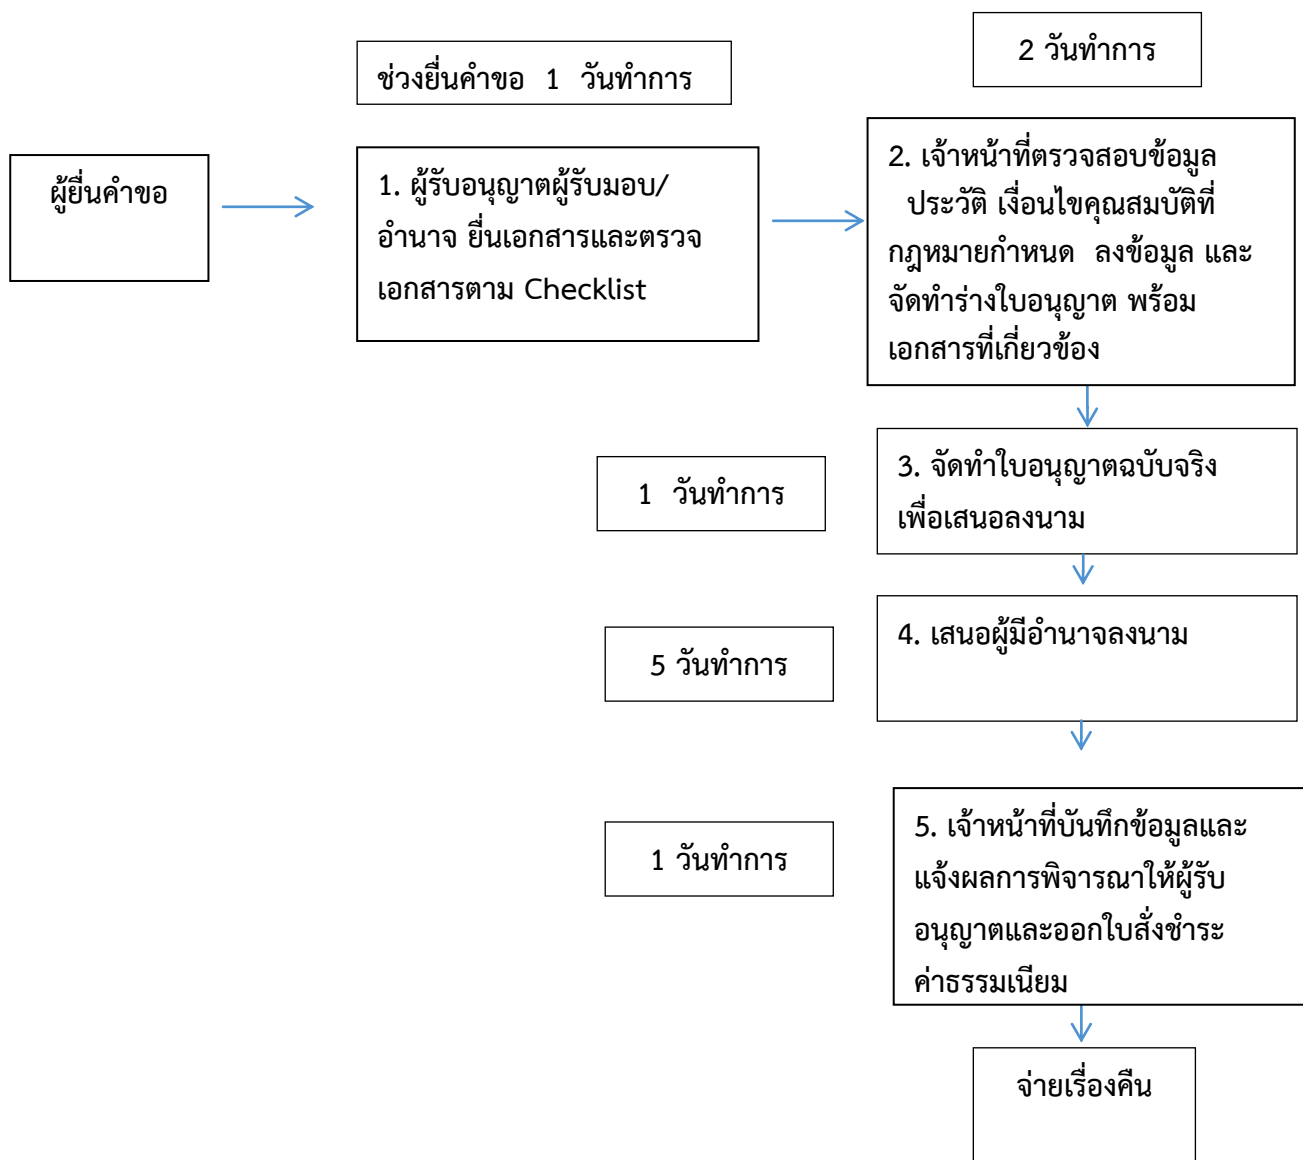 2 วันทำการ
ช่วงยื่นคำขอ 1 วันทำการ
ผู้ยื่นคำขอ
1. ผู้รับอนุญาตผู้รับมอบ/
อำนาจ ยื่นเอกสารและตรวจ
เอกสารตาม Checklist
2. เจ้าหน้าที่ตรวจสอบข้อมูล
ประวัติ เงื่อนไขคุณสมบัติที่
กฎหมายกำหนด ลงข้อมูล และ
จัดทำร่างใบอนุญาต พร้อม
เอกสารที่เกี่ยวข้อง
1 วันทำการ
3. จัดทำใบอนุญาตฉบับจริง
เพื่อเสนอลงนาม
5 วันทำการ
4. เสนอผู้มีอำนาจลงนาม
1 วันทำการ
5. เจ้าหน้าที่บันทึกข้อมูลและ
แจ้งผลการพิจารณาให้ผู้รับ
อนุญาตและออกใบสั่งชำระ
ค่าธรรมเนียม
จ่ายเรื่องคืน